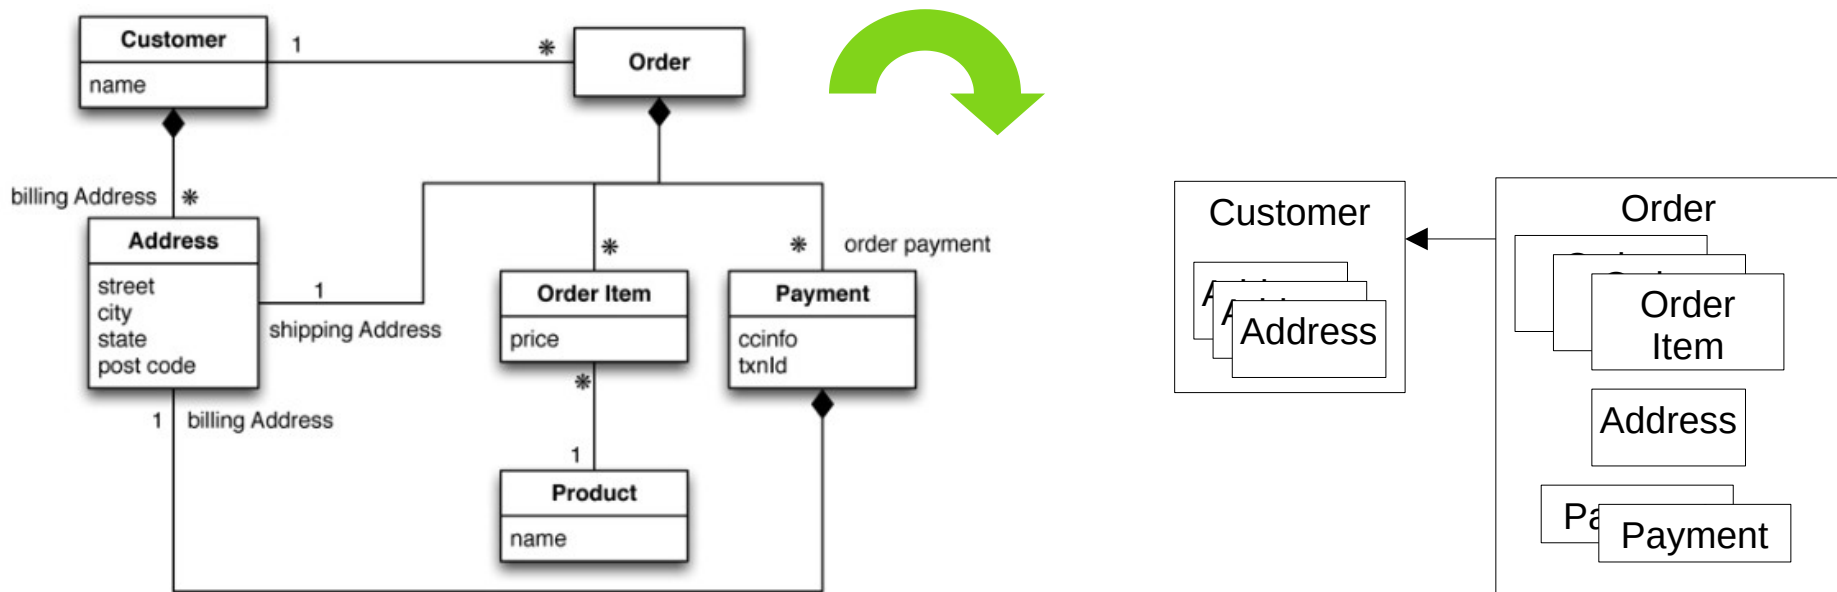 Customer
name
1
*
Order
billing Address
*
Address
street
city
state
post code
1
shipping Address
*
Order Item
price
*
order payment
Payment
ccinfo
txnId
1
billing Address
1
Product
name
Customer
Address
Order
Order
Item
Address
Payment